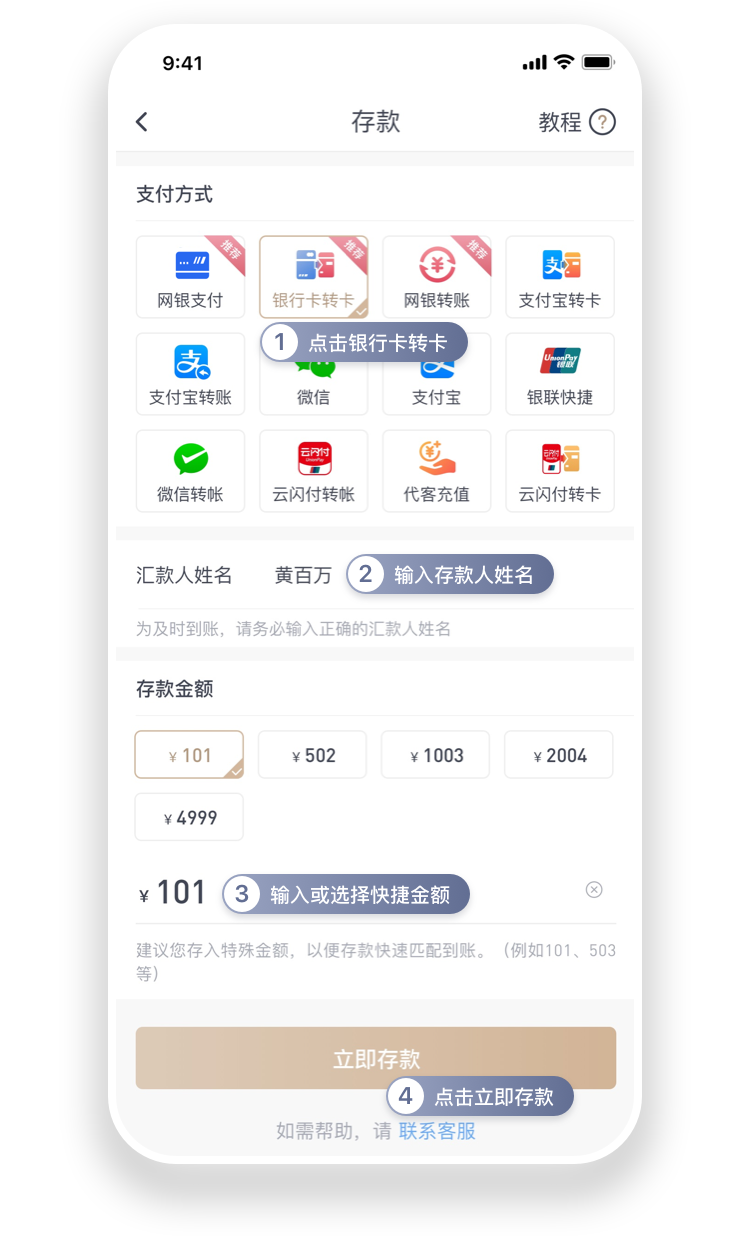 9:41
存款
教程 ?
支付方式
推荐 推荐 推荐
网银支付 银行卡转卡 网银转账 支付宝转卡
1 点击银行卡转卡
UnionPay 银联
支付宝转账 微信 支付宝 银联快捷
云闪付 云闪付
微信转帐 云闪付转帐 代客充值 云闪付转卡
汇款人姓名 黄百万 2 输入存款人姓名
为及时到账，请务必输入正确的汇款人姓名
存款金额
¥ 101 ¥ 502 ¥ 1003 ¥ 2004
¥ 4999
¥ 101 3 输入或选择快捷金额
建议您存入特殊金额，以便存款快速匹配到账。（例如101、503
等）
立即存款
4 点击立即存款
如需帮助，请 联系客服